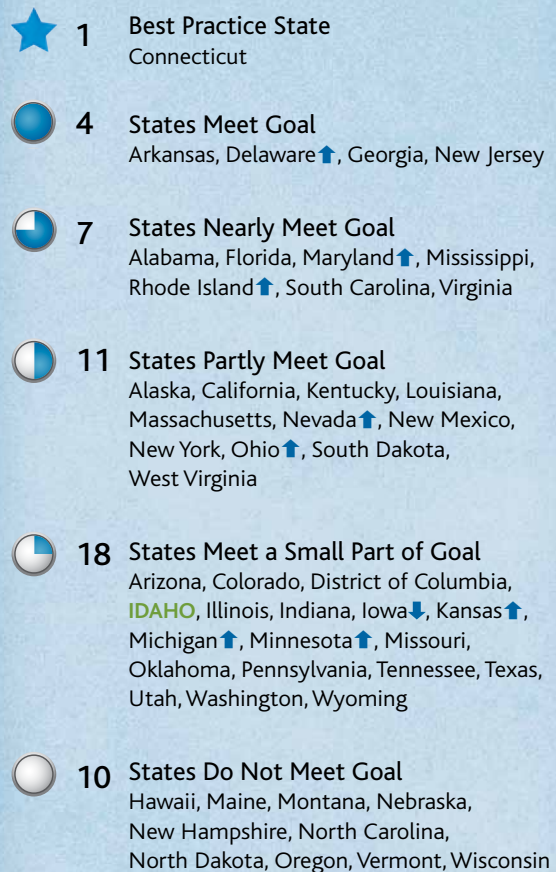 1 Best Practice State
Connecticut
4 States Meet Goal
Arkansas, Delaware⬆, Georgia, New Jersey
7 States Nearly Meet Goal
Alabama, Florida, Maryland⬆, Mississippi,
Rhode Island⬆, South Carolina, Virginia
11 States Partly Meet Goal
Alaska, California, Kentucky, Louisiana,
Massachusetts, Nevada⬆, New Mexico,
New York, Ohio⬆, South Dakota,
West Virginia
18 States Meet a Small Part of Goal
Arizona, Colorado, District of Columbia,
IDAHO, Illinois, Indiana, Iowa⬇, Kansas⬆,
Michigan⬆, Minnesota⬆, Missouri,
Oklahoma, Pennsylvania, Tennessee, Texas,
Utah, Washington, Wyoming
10 States Do Not Meet Goal
Hawaii, Maine, Montana, Nebraska,
New Hampshire, North Carolina,
North Dakota, Oregon, Vermont, Wisconsin